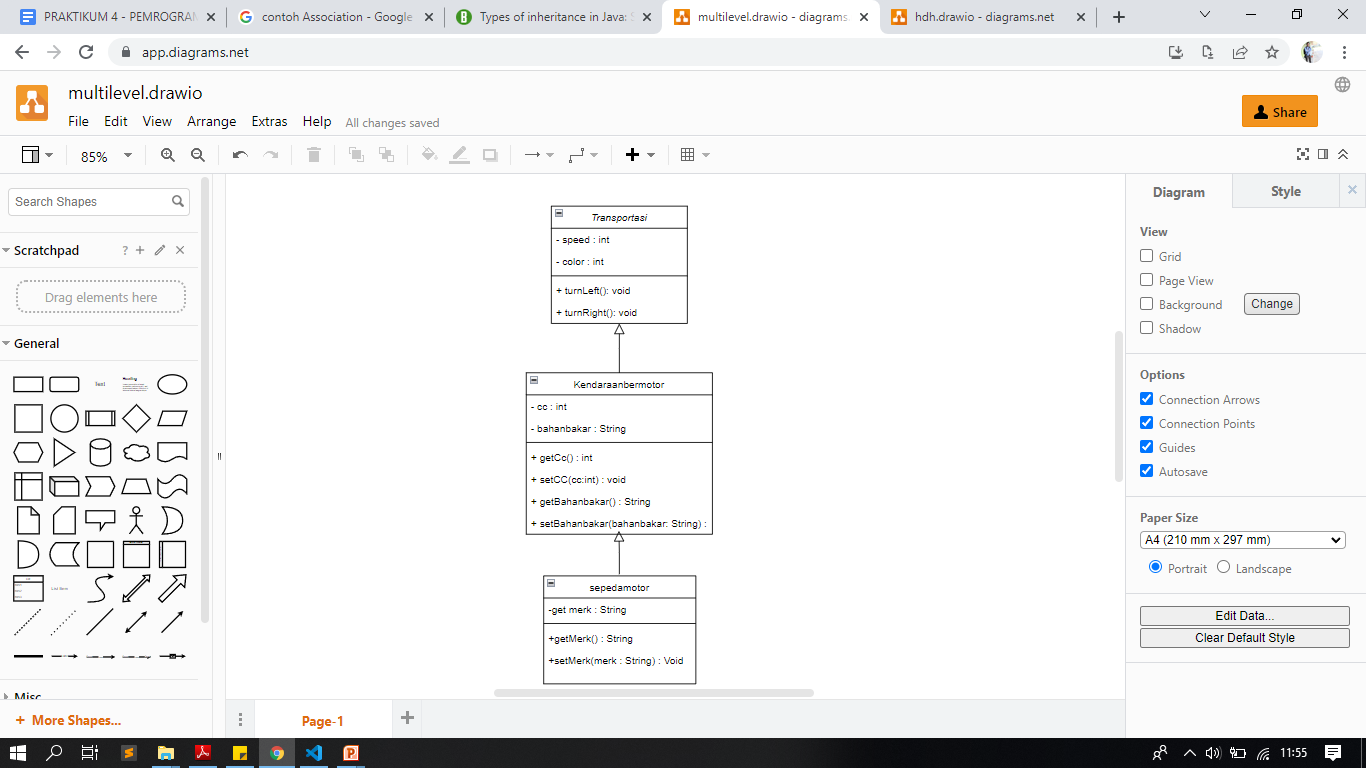 PRAKTIKUM 4 - PEMROGRAM
contoh Association - Google
Types of inheritance in Java: S
multilevel.drawio - diagrams.
hdh.drawio - diagrams.net
app.diagrams.net
multilevel.drawio
File Edit View Arrange Extras Help All changes saved
Share
85%
Search Shapes
Scratchpad
Drag elements here
General
Text
Heading
List Item
Misc
+ More Shapes...
Transportasi
- speed : int
- color : int
+ turnLeft(): void
+ turnRight(): void
Kendaraanbermotor
- cc : int
- bahanbakar : String
+ getCc() : int
+ setCC(cc:int) : void
+ getBahanbakar() : String
+ setBahanbakar(bahanbakar: String) :
sepedamotor
-get merk : String
+getMerk() : String
+setMerk(merk : String) : Void
Page-1
Diagram
Style
View
Grid
Page View
Background
Change
Shadow
Options
Connection Arrows
Connection Points
Guides
Autosave
Paper Size
A4 (210 mm x 297 mm)
Portrait Landscape
Edit Data...
Clear Default Style
11:55